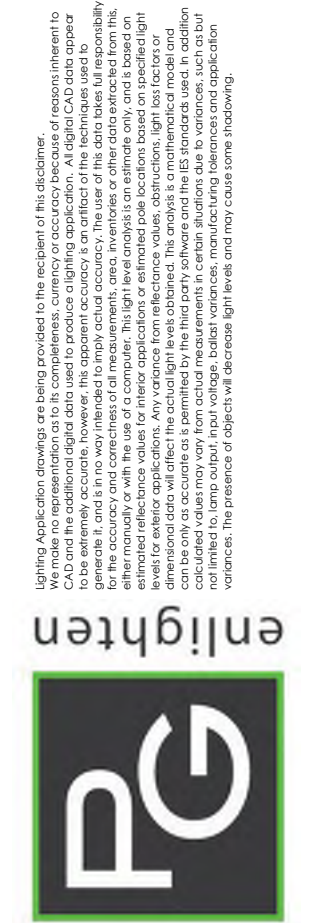 Lighting Application drawings are being provided to the recipient of this disclaimer.
We make no representation as to its completeness, currency or accuracy because of reasons inherent to
CAD and the additional digital data used to produce a lighting application.  All digital CAD data appear
to be extremely accurate, however, this apparent accuracy is an artifact of the techniques used to
generate it, and is in no way intended to imply actual accuracy. The user of this data takes full responsibility
for the accuracy and correctness of all measurements, area, inventories or other data extracted from this,
either manually or with the use of a computer. This light level analysis is an estimate only, and is based on
estimated reflectance values for interior applications or estimated pole locations based on specified light
levels for exterior applications. Any variance from reflectance values, obstructions, light loss factors or
dimensional data will affect the actual light levels obtained. This analysis is a mathematical model and
can be only as accurate as is permitted by the third party software and the IES standards used. In addition
calculated values may vary from actual measurements in certain situations due to variances, such as but
not limited to, lamp output, input voltage, ballast variances, manufacturing tolerances and application
variances. The presence of objects will decrease light levels and may cause some shadowing.
PG
enlighten